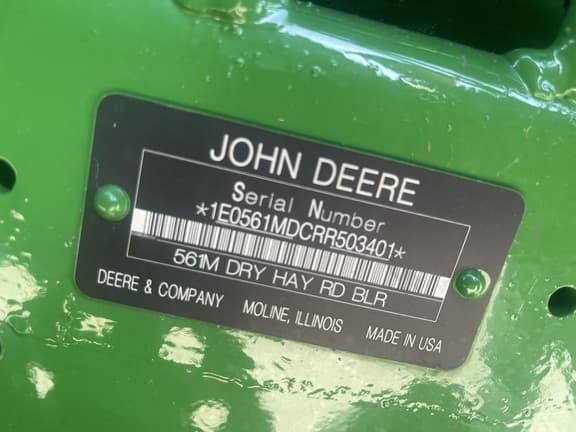 JOHN DEERE
Serial Number
*1E0561MDCRR503401*
561M DRY HAY RD BLR
DEERE & COMPANY MOLINE, ILLINOIS MADE IN USA